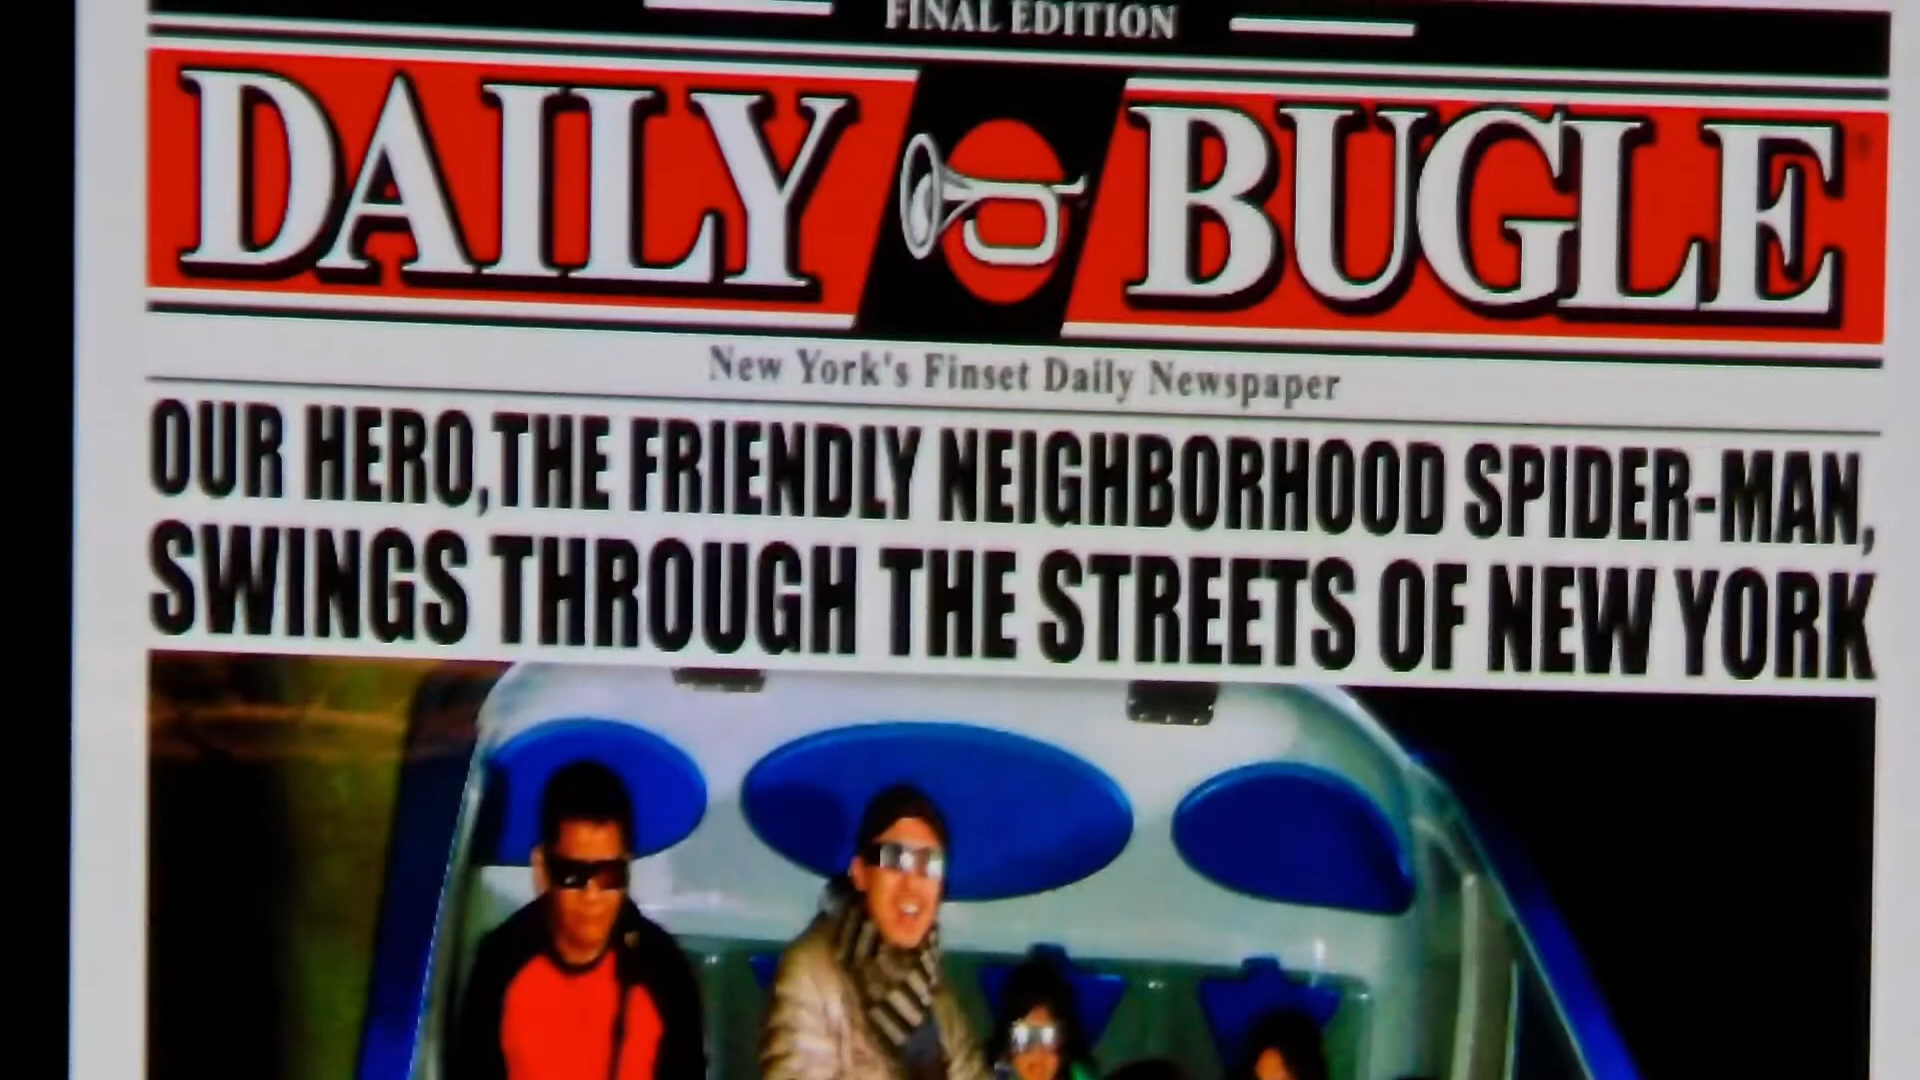 FINAL EDITION
DAILY BUGLE
New York's Finset Daily Newspaper
OUR HERO,THE FRIENDLY NEIGHBORHOOD SPIDER-MAN,
SWINGS THROUGH THE STREETS OF NEW YORK